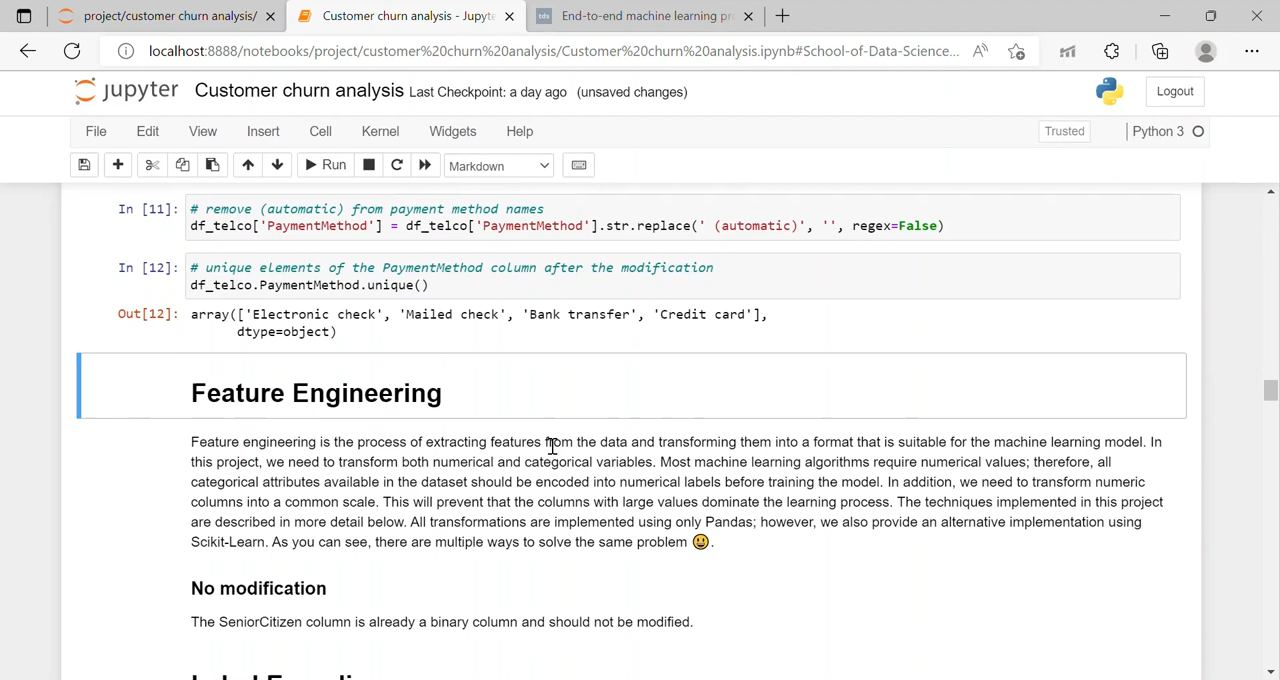 project/customer churn analysis/
Customer churn analysis - Jupyte
tds
End-to-end machine learning pr
localhost:8888/notebooks/project/customer%20churn%20analysis/Customer%20churn%20analysis.ipynb#School-of-Data-Science...
jupyter Customer churn analysis Last Checkpoint: a day ago (unsaved changes)
Logout
File Edit View Insert Cell Kernel Widgets Help
Trusted
Python 3
Run
Markdown
In [11]: # remove (automatic) from payment method names
df_telco['PaymentMethod'] = df_telco['PaymentMethod'].str.replace(' (automatic)', '', regex=False)
In [12]: # unique elements of the PaymentMethod column after the modification
df_telco.PaymentMethod.unique()
Out[12]: array(['Electronic check', 'Mailed check', 'Bank transfer', 'Credit card'],
dtype=object)
Feature Engineering
Feature engineering is the process of extracting features from the data and transforming them into a format that is suitable for the machine learning model. In
this project, we need to transform both numerical and categorical variables. Most machine learning algorithms require numerical values; therefore, all
categorical attributes available in the dataset should be encoded into numerical labels before training the model. In addition, we need to transform numeric
columns into a common scale. This will prevent that the columns with large values dominate the learning process. The techniques implemented in this project
are described in more detail below. All transformations are implemented using only Pandas; however, we also provide an alternative implementation using
Scikit-Learn. As you can see, there are multiple ways to solve the same problem 😃.
No modification
The SeniorCitizen column is already a binary column and should not be modified.